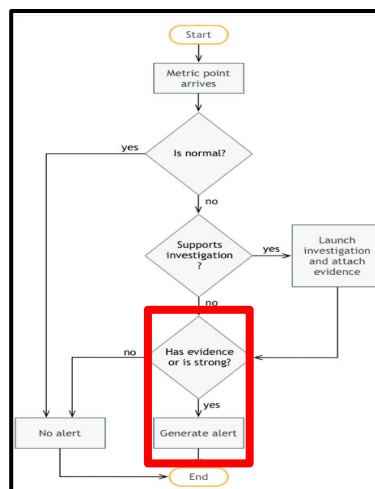 Start
Metric point
arrives
Is normal?
yes
no
Supports
investigation
?
yes
Launch
investigation
and attach
evidence
no
Has evidence
or is strong?
no
yes
No alert
Generate alert
End